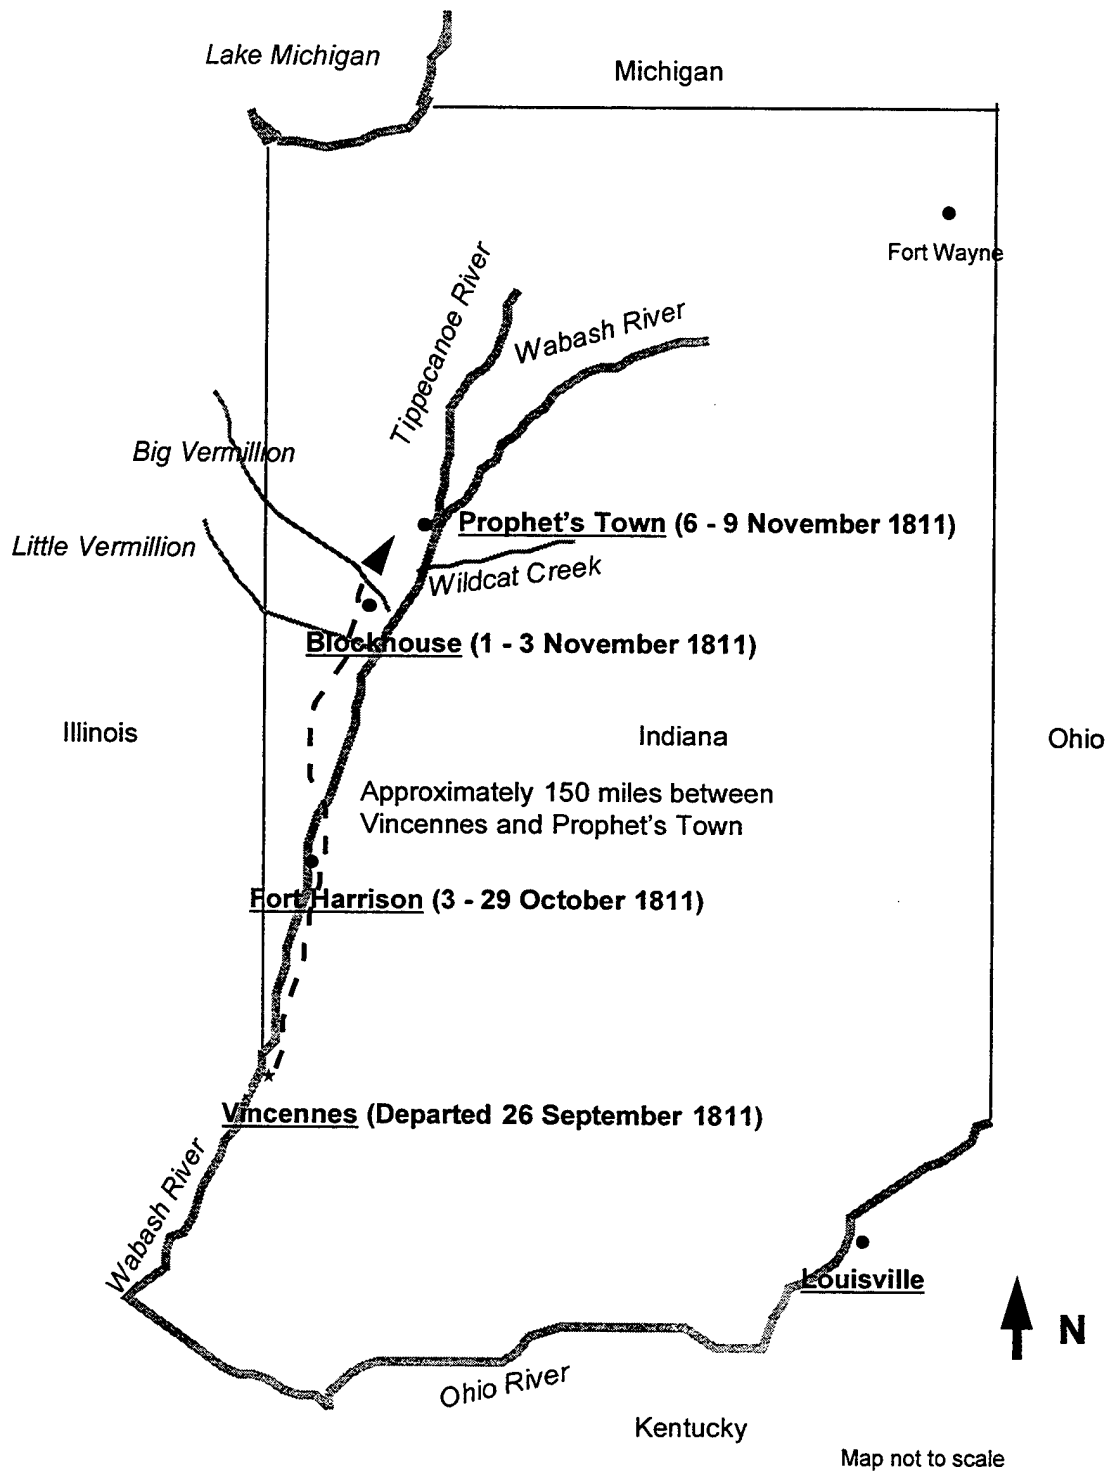 Lake Michigan
Michigan
Fort Wayne
Tippecanoe River
Wabash River
Big Vermillion
Prophet's Town (6 - 9 November 1811)
Little Vermillion
Wildcat Creek
Blockhouse (1 - 3 November 1811)
Illinois
Indiana
Ohio
Approximately 150 miles between
Vincennes and Prophet's Town
Fort Harrison (3 - 29 October 1811)
Vincennes (Departed 26 September 1811)
Wabash River
Louisville
N
Ohio River
Kentucky
Map not to scale